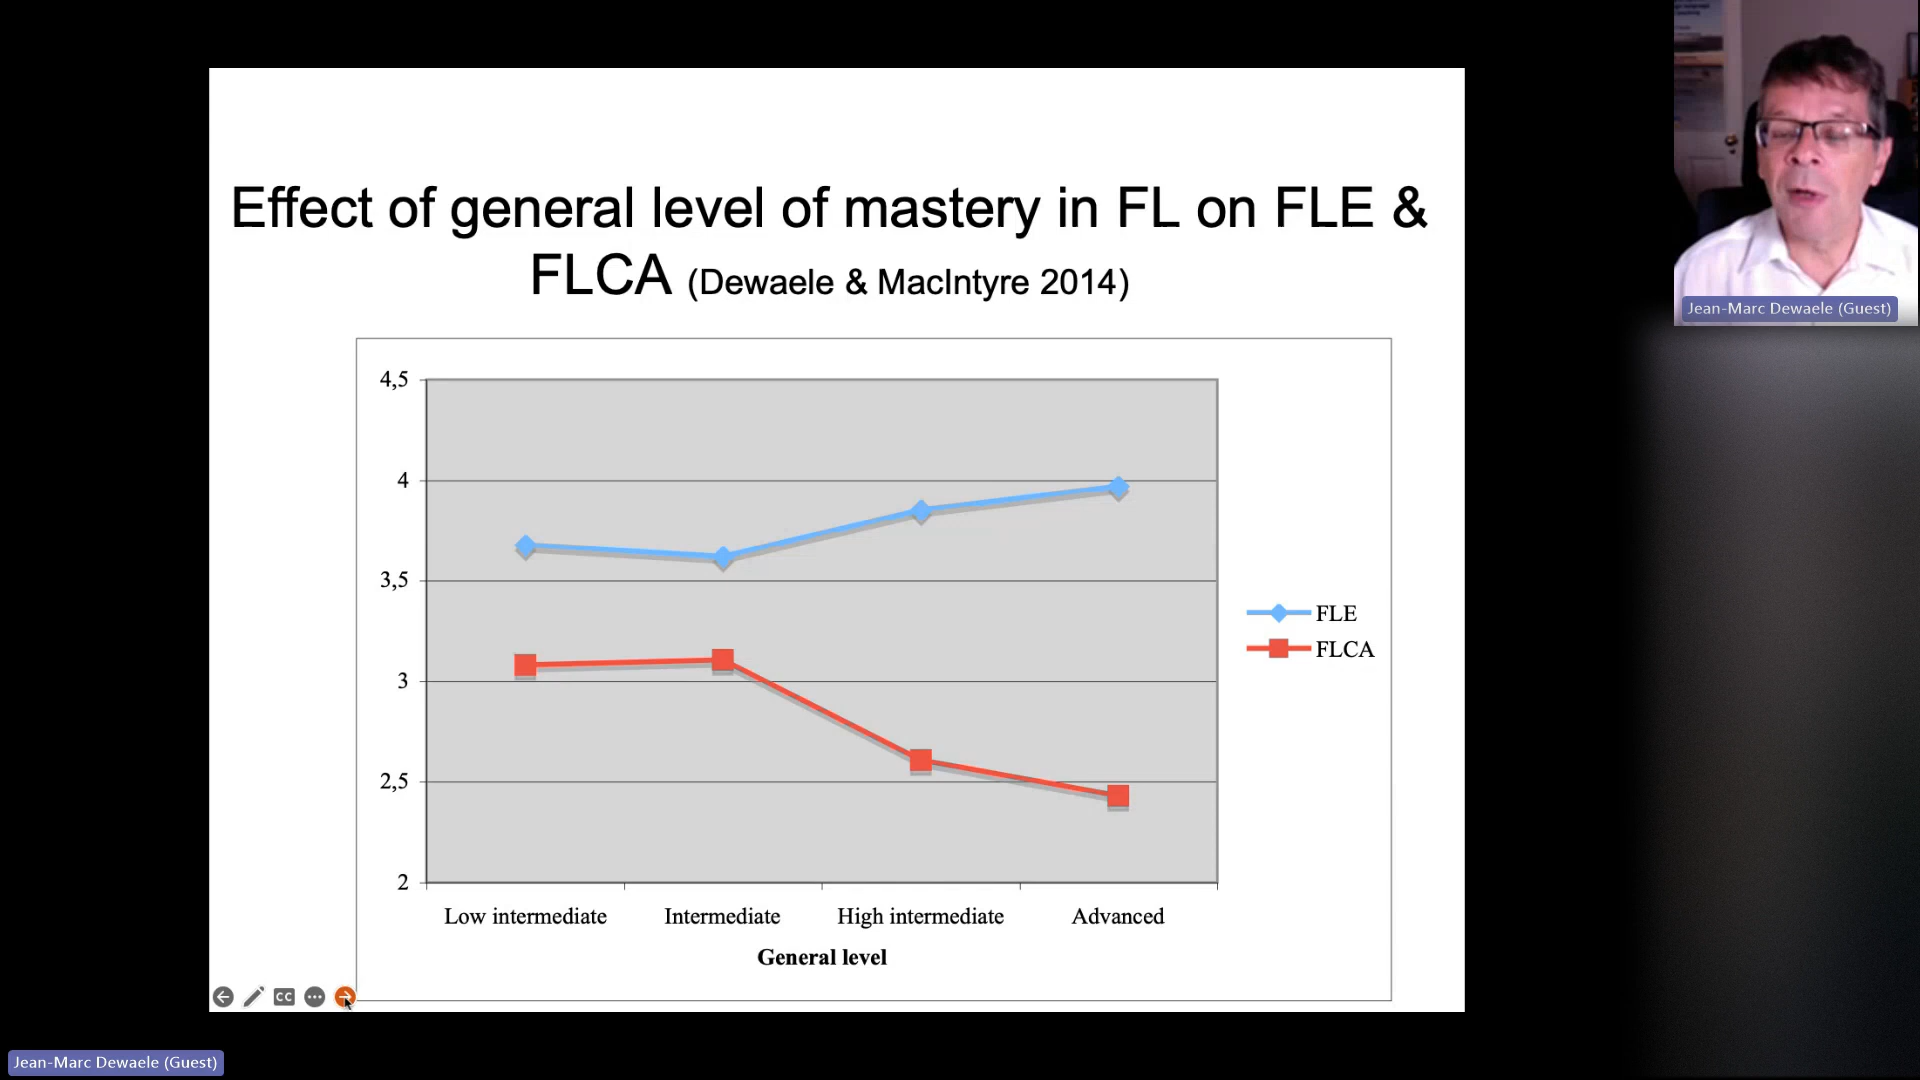 Effect of general level of mastery in FL on FLE &
FLCA (Dewaele & MacIntyre 2014)
4,5
4
3,5
3
2,5
2
Low intermediate Intermediate High intermediate Advanced
General level
FLE
FLCA
CC
Jean-Marc Dewaele (Guest)
Jean-Marc Dewaele (Guest)